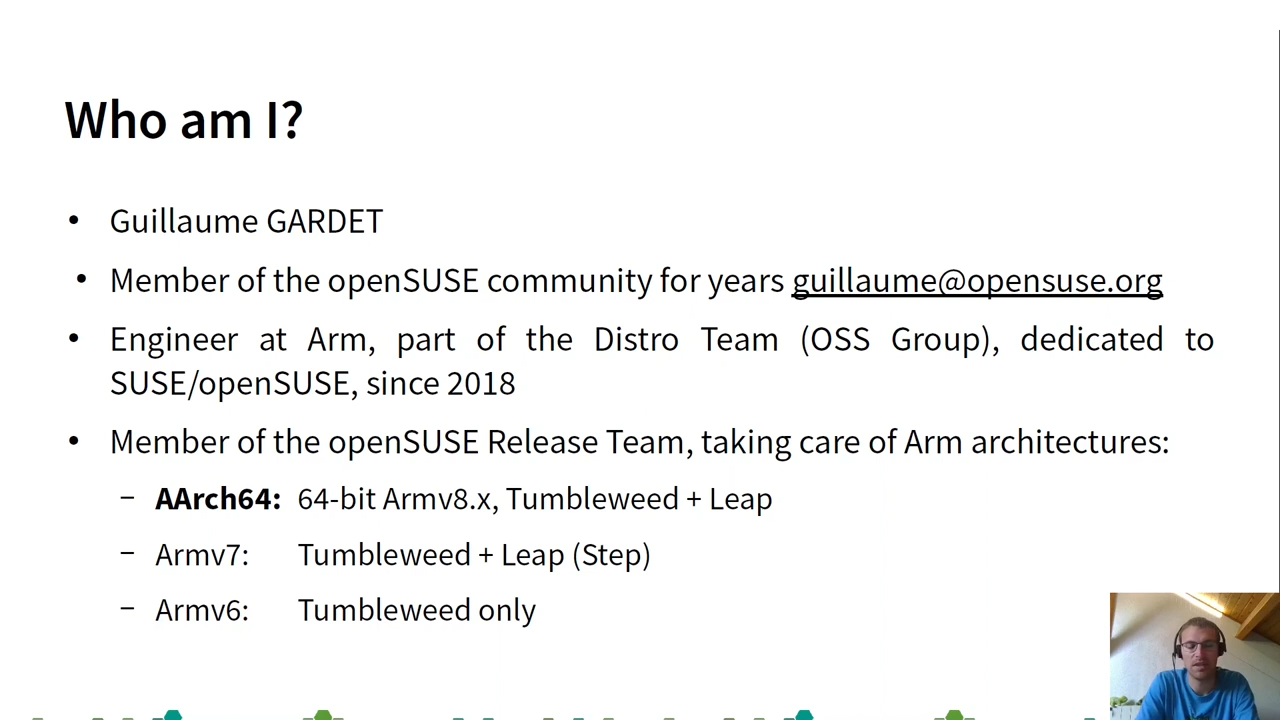 Who am I?
• Guillaume GARDET
• Member of the openSUSE community for years guillaume@opensuse.org
• Engineer at Arm, part of the Distro Team (OSS Group), dedicated to
SUSE/openSUSE, since 2018
• Member of the openSUSE Release Team, taking care of Arm architectures:
– AArch64: 64-bit Armv8.x, Tumbleweed + Leap
– Armv7: Tumbleweed + Leap (Step)
– Armv6: Tumbleweed only